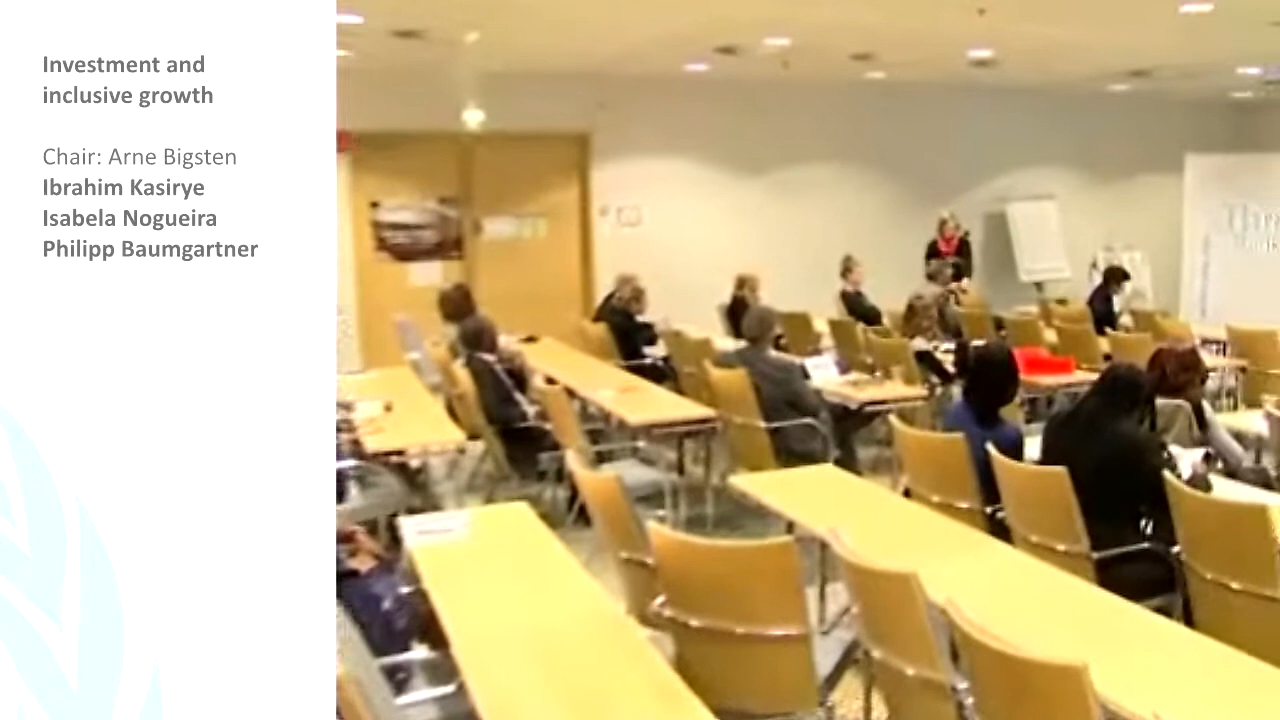 Investment and
inclusive growth
Chair: Arne Bigsten
Ibrahim Kasirye
Isabela Nogueira
Philipp Baumgartner